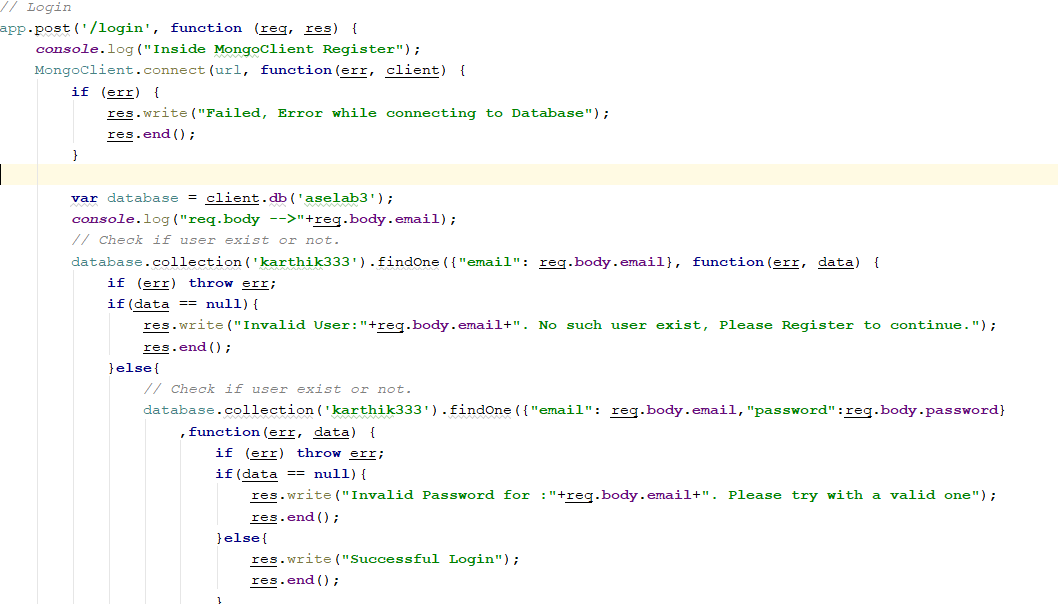 // Login
app.post('/login', function (req, res) {
    console.log("Inside MongoClient Register");
    MongoClient.connect(url, function(err, client) {
        if (err) {
            res.write("Failed, Error while connecting to Database");
            res.end();
        }
        var database = client.db('aselab3');
        console.log("req.body -->"+req.body.email);
        // Check if user exist or not.
        database.collection('karthik333').findOne({"email": req.body.email}, function(err, data) {
            if (err) throw err;
            if(data == null){
                res.write("Invalid User:"+req.body.email+". No such user exist, Please Register to continue.");
                res.end();
            }else{
                // Check if user exist or not.
                database.collection('karthik333').findOne({"email": req.body.email,"password":req.body.password}
                    ,function(err, data) {
                        if (err) throw err;
                        if(data == null){
                            res.write("Invalid Password for :"+req.body.email+". Please try with a valid one");
                            res.end();
                        }else{
                            res.write("Successful Login");
                            res.end();
                        }